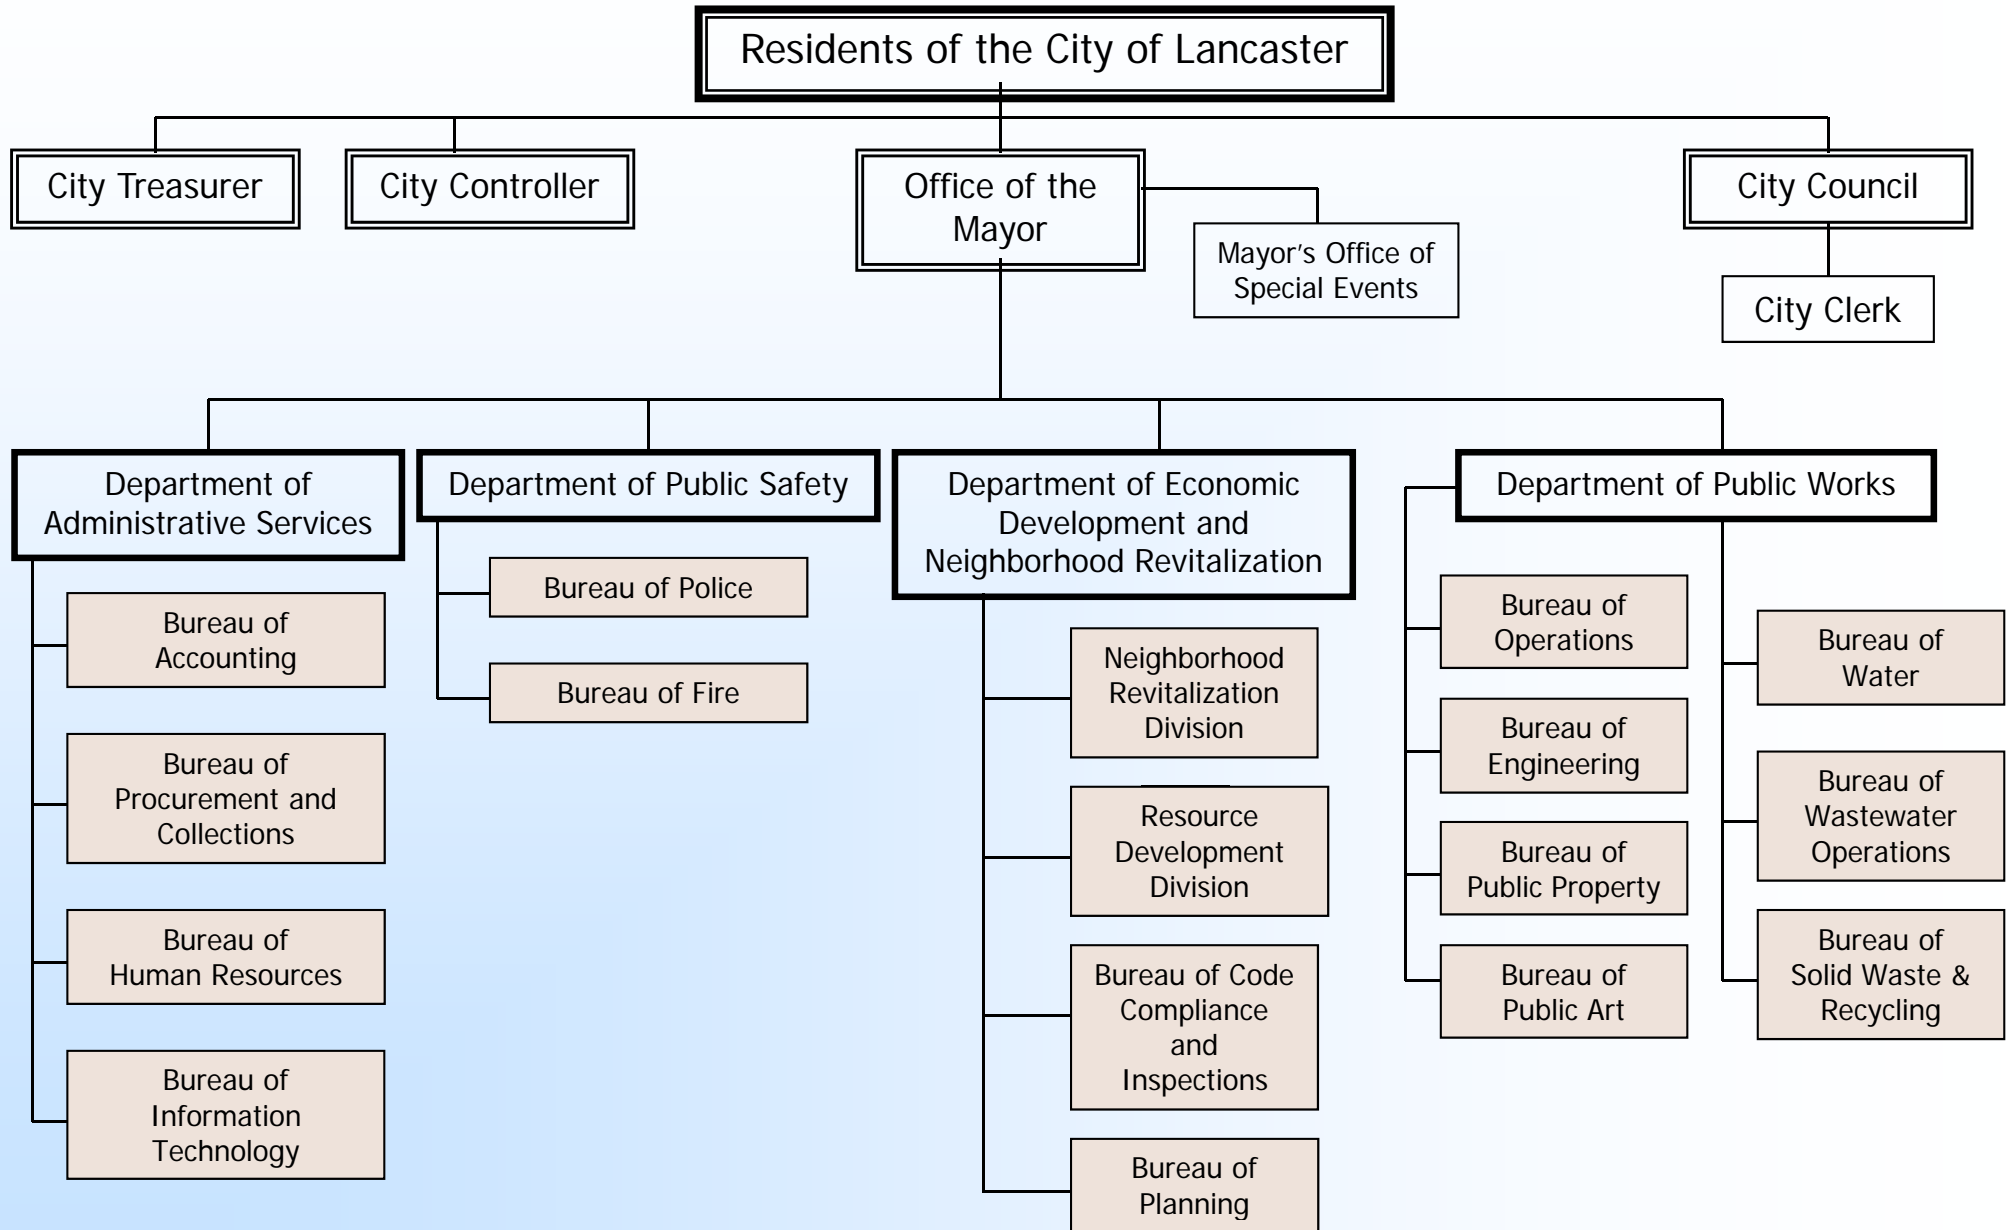 Residents of the City of Lancaster
City Treasurer
City Controller
Office of the
Mayor
City Council
Mayor's Office of
Special Events
City Clerk
Department of
Administrative Services
Bureau of
Accounting
Bureau of
Procurement and
Collections
Bureau of
Human Resources
Bureau of
Information
Technology
Department of Public Safety
Bureau of Police
Bureau of Fire
Department of Economic
Development and
Neighborhood Revitalization
Neighborhood
Revitalization
Division
Resource
Development
Division
Bureau of Code
Compliance
and
Inspections
Bureau of
Planning
Department of Public Works
Bureau of
Operations
Bureau of
Engineering
Bureau of
Public Property
Bureau of
Public Art
Bureau of
Water
Bureau of
Wastewater
Operations
Bureau of
Solid Waste &
Recycling